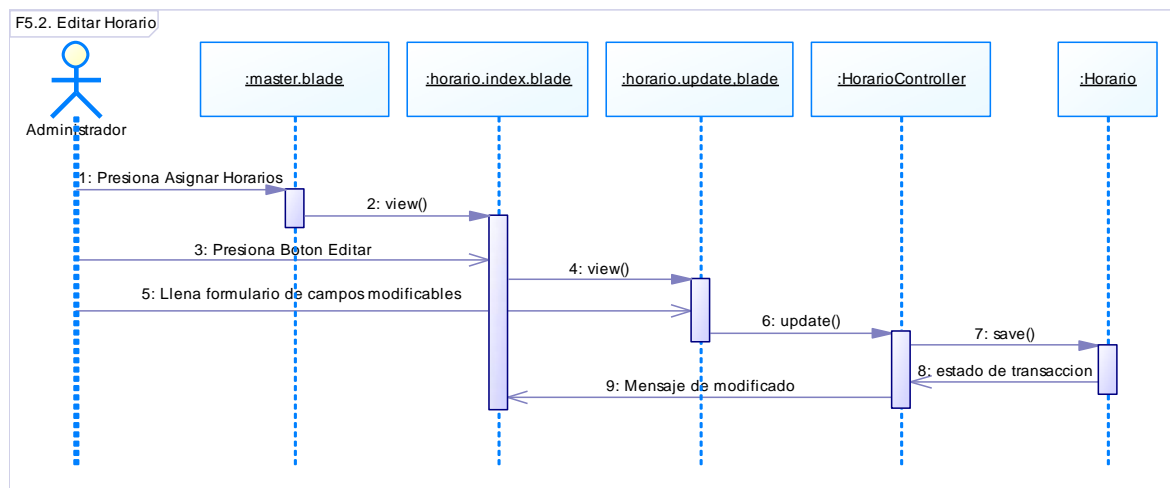 F5.2. Editar Horario
:master.blade
:horario.index.blade
:horario.update,blade
:HorarioController
:Horario
Administrador
1: Presiona Asignar Horarios
2: view()
3: Presiona Boton Editar
4: view()
5: Llena formulario de campos modificables
6: update()
7: save()
8: estado de transaccion
9: Mensaje de modificado